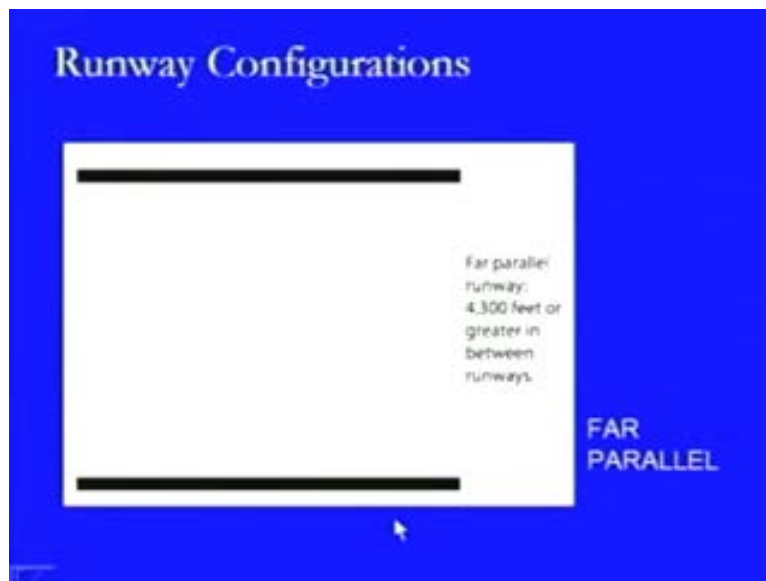 Runway Configurations
Far parallel
runway:
4,300 feet or
greater in
between
runways.
FAR
PARALLEL